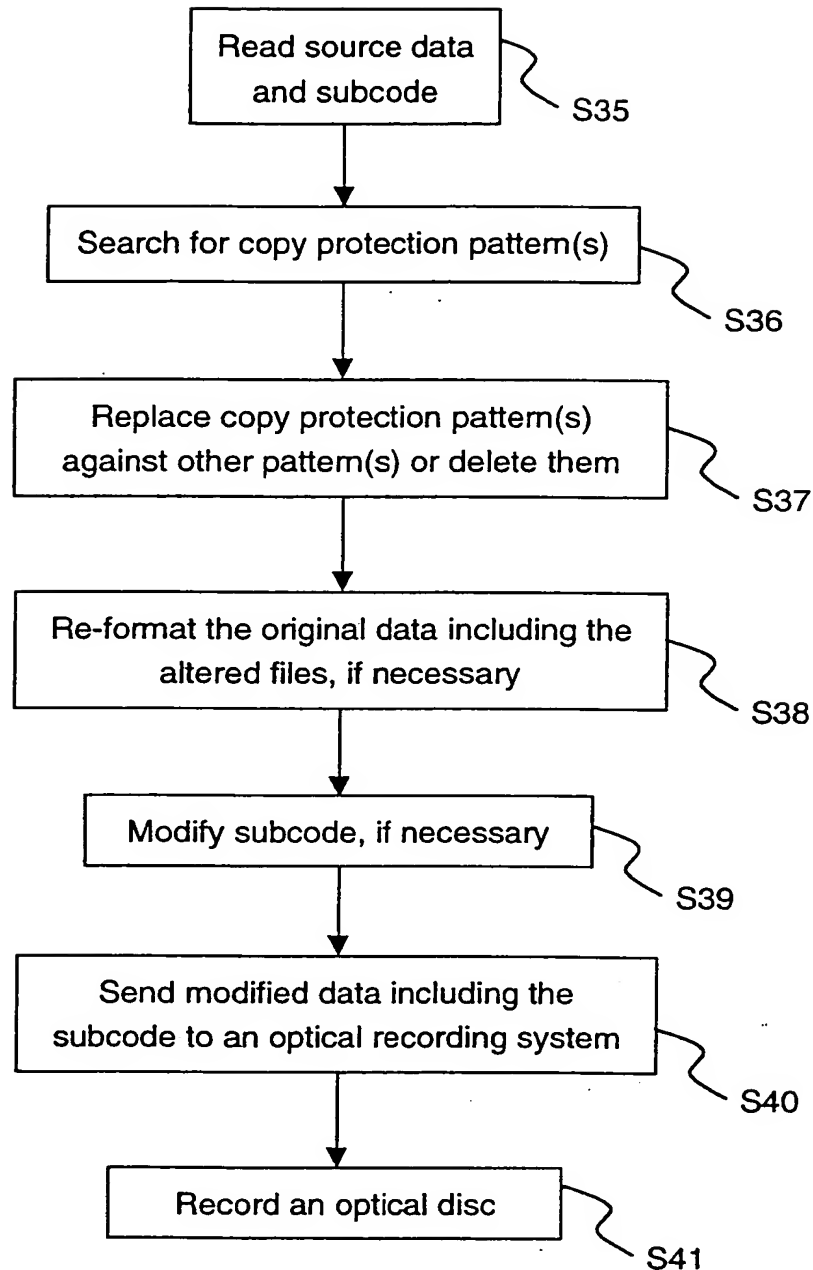 Read source data
and subcode
S35
Search for copy protection pattern(s)
S36
Replace copy protection pattern(s)
against other pattern(s) or delete them
S37
Re-format the original data including the
altered files, if necessary
S38
Modify subcode, if necessary
S39
Send modified data including the
subcode to an optical recording system
S40
Record an optical disc
S41